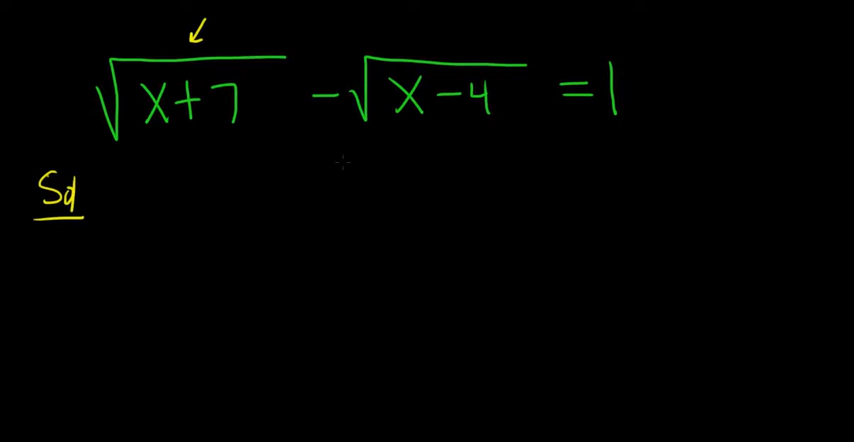 √(x+7) - √(x-4) = 1
Sol